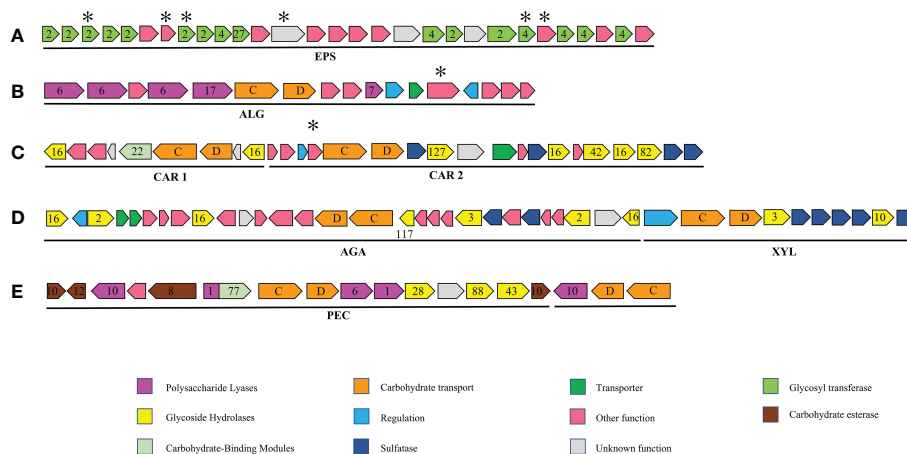 * * * * * *
A 2 2 2 2 2 2 2 4 27 4 2 2 4 4 4 4
EPS
*
B 6 6 6 17 C D 7
ALG
*
C 16 22 C D 16 C D 127 16 42 16 82
CAR 1 CAR 2
D 16 2 16 D C 3 2 16 C D 3 10
117
AGA XYL
E 10 12 10 8 1 77 C D 6 1 28 88 43 10 10 D C
PEC
Polysaccharide Lyases Carbohydrate transport Transporter Glycosyl transferase
Glycoside Hydrolases Regulation Other function Carbohydrate esterase
Carbohydrate-Binding Modules Sulfatase Unknown function